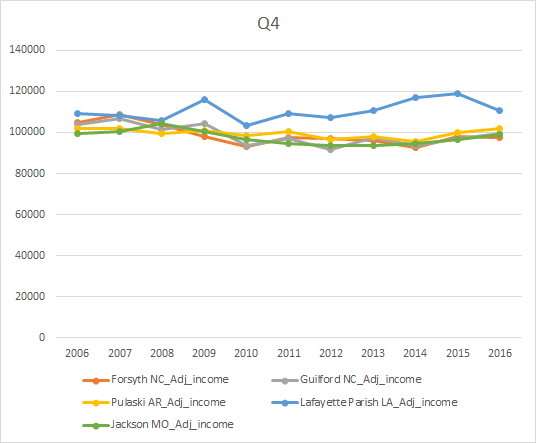 Q4
140000
120000
100000
80000
60000
40000
20000
0
2006 2007 2008 2009 2010 2011 2012 2013 2014 2015 2016
Forsyth NC_Adj_income Guilford NC_Adj_income
Pulaski AR_Adj_income Lafayette Parish LA_Adj_income
Jackson MO_Adj_income